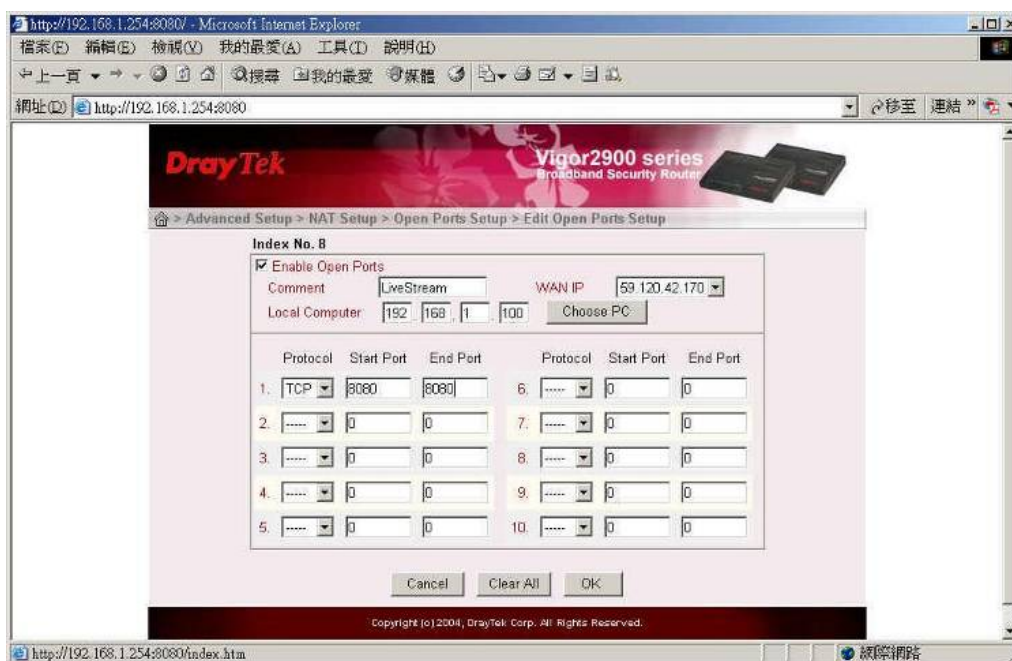 http://192.168.1.254:8080/ - Microsoft Internet Explorer
檔案(F) 編輯(E) 檢視(V) 我的最愛(A) 工具(T) 說明(H)
上一頁 搜尋 我的最愛 媒體
網址(D) http://192.168.1.254:8080 移至 連結 »
DrayTek Vigor2900 series
Broadband Security Router
> Advanced Setup > NAT Setup > Open Ports Setup > Edit Open Ports Setup
Index No. 8
Enable Open Ports
Comment LiveStream WAN IP 59.120.42.170
Local Computer 192 . 168 . 1 . 100 Choose PC
Protocol Start Port End Port Protocol Start Port End Port
1. TCP 8080 8080 6. ----- 0 0
2. ----- 0 0 7. ----- 0 0
3. ----- 0 0 8. ----- 0 0
4. ----- 0 0 9. ----- 0 0
5. ----- 0 0 10. ----- 0 0
Cancel Clear All OK
Copyright (c) 2004, DrayTek Corp. All Rights Reserved.
http://192.168.1.254:8080/index.htm 網際網路